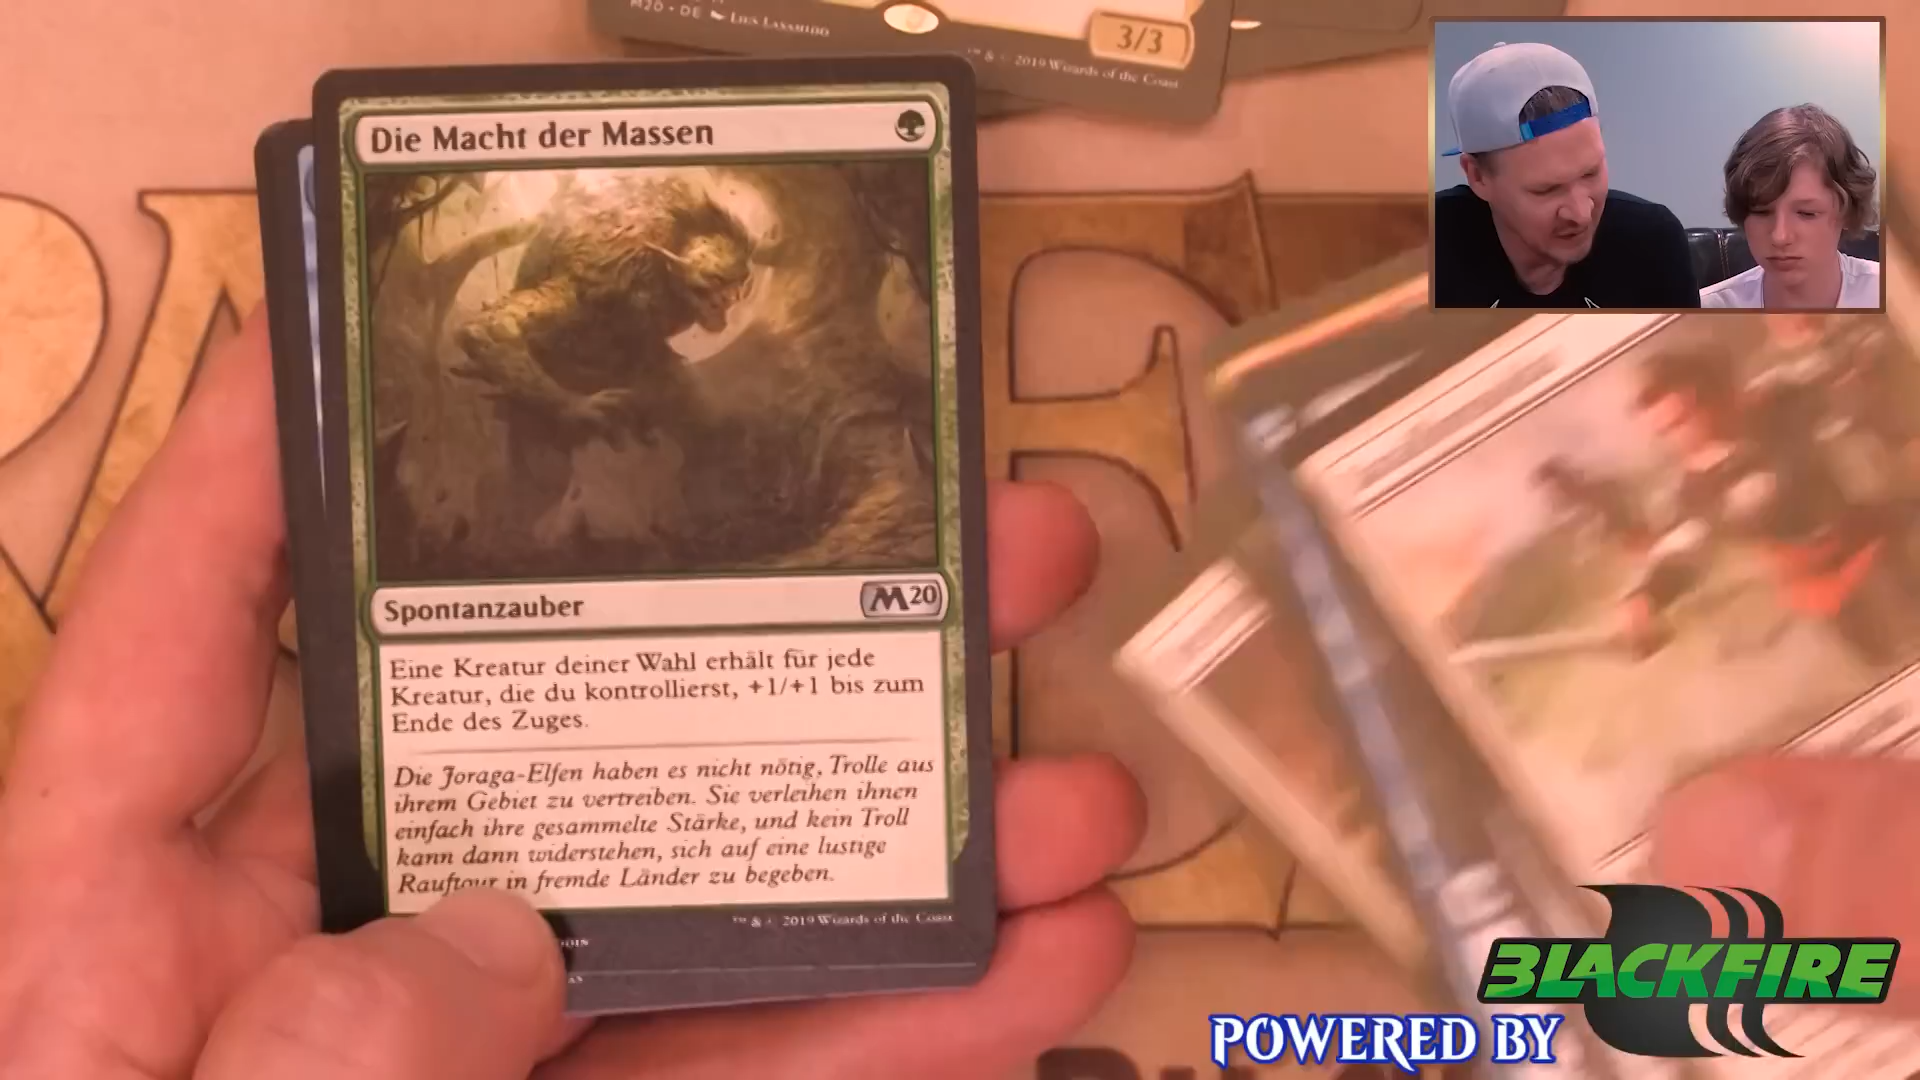 M20 • DE LIUS LASAHIDO
3/3
™ & © 2019 Wizards of the Coast
Die Macht der Massen
Spontanzauber
M20
Eine Kreatur deiner Wahl erhält für jede
Kreatur, die du kontrollierst, +1/+1 bis zum
Ende des Zuges.
Die Joraga-Elfen haben es nicht nötig, Trolle aus
ihrem Gebiet zu vertreiben. Sie verleihen ihnen
einfach ihre gesammelte Stärke, und kein Troll
kann dann widerstehen, sich auf eine lustige
Rauftour in fremde Länder zu begeben.
™ & © 2019 Wizards of the Coast
BLACKFIRE
POWERED BY